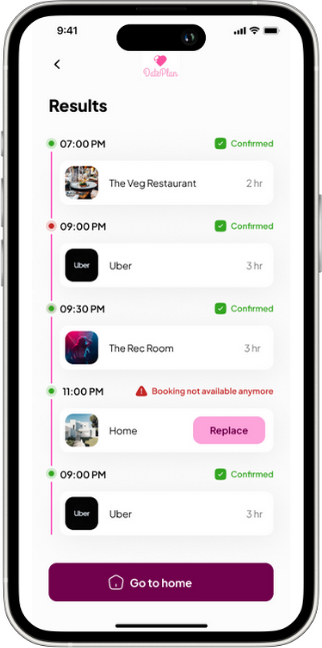 9:41
DatePlan
Results
07:00 PM Confirmed
The Veg Restaurant 2 hr
09:00 PM Confirmed
Uber Uber 3 hr
09:30 PM Confirmed
The Rec Room 3 hr
11:00 PM Booking not available anymore
Home Replace
09:00 PM Confirmed
Uber Uber 3 hr
Go to home